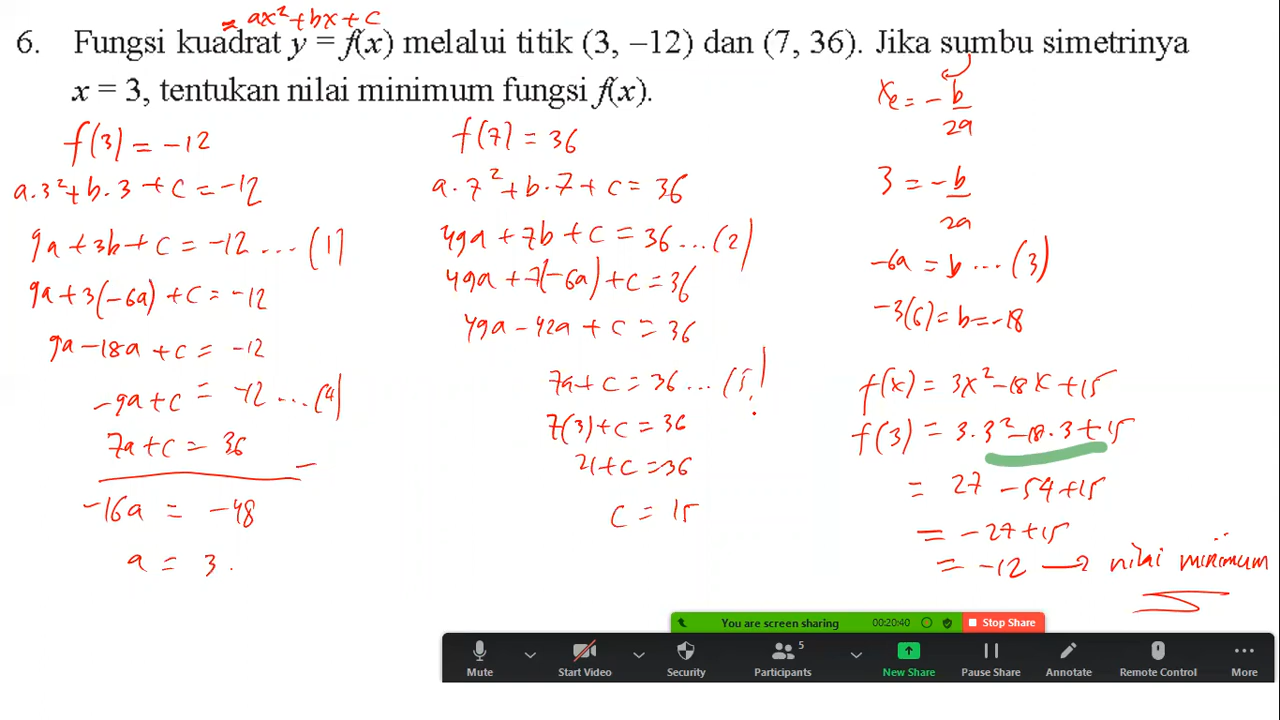 = ax² + bx + c
6. Fungsi kuadrat y = f(x) melalui titik (3, –12) dan (7, 36). Jika sumbu simetrinya
x = 3, tentukan nilai minimum fungsi f(x).
f(3) = -12
a.3² + b.3 + c = -12
9a + 3b + c = -12 ... (1)
9a + 3(-6a) + c = -12
9a - 18a + c = -12
-9a + c = -12 ... (4)
7a + c = 36
-16a = -48
a = 3.
f(7) = 36
a.7² + b.7 + c = 36
49a + 7b + c = 36 ... (2)
49a + 7(-6a) + c = 36
49a - 42a + c = 36
7a + c = 36 ... (5)
7(3) + c = 36
21 + c = 36
c = 15
xe = -b/2a
3 = -b/2a
-6a = b ... (3)
-3(6) = b = -18
f(x) = 3x² - 18x + 15
f(3) = 3.3² - 18.3 + 15
= 27 - 54 + 15
= -27 + 15
= -12 → nilai minimum
You are screen sharing 00:20:40 Stop Share
5
Mute Start Video Security Participants New Share Pause Share Annotate Remote Control More